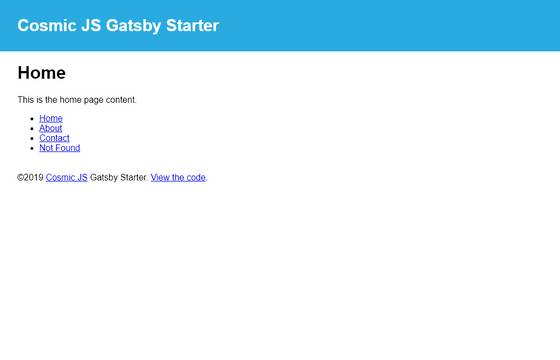 Cosmic JS Gatsby Starter
Home
This is the home page content.
Home
About
Contact
Not Found
©2019 Cosmic JS Gatsby Starter. View the code.